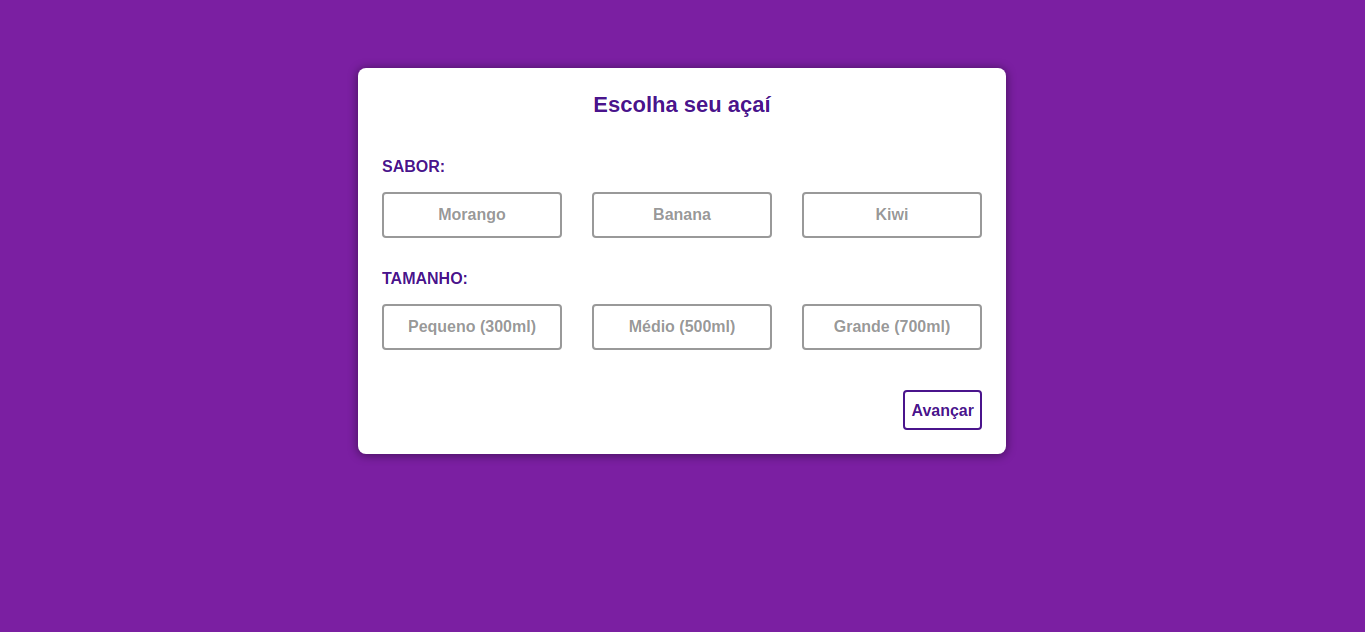 Escolha seu açaí
SABOR:
Morango Banana Kiwi
TAMANHO:
Pequeno (300ml) Médio (500ml) Grande (700ml)
Avançar